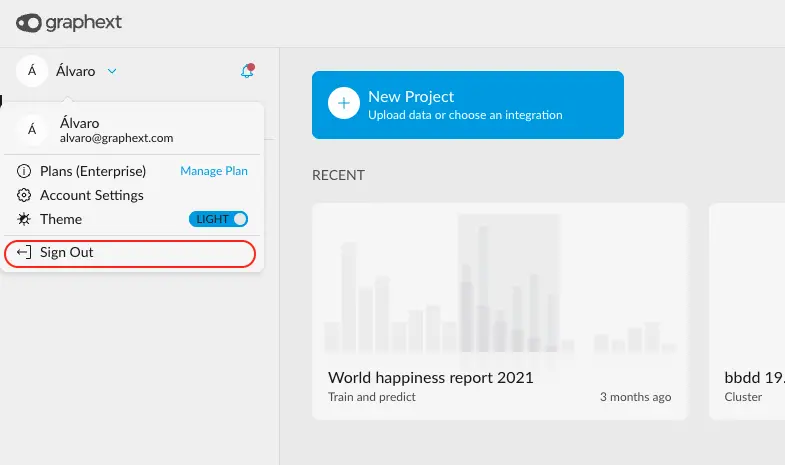 graphext
Á
Álvaro
Á
Álvaro
alvaro@graphext.com
Plans (Enterprise)
Manage Plan
Account Settings
Theme
LIGHT
Sign Out
New Project
Upload data or choose an integration
RECENT
World happiness report 2021
Train and predict
3 months ago
bbdd 19.
Cluster